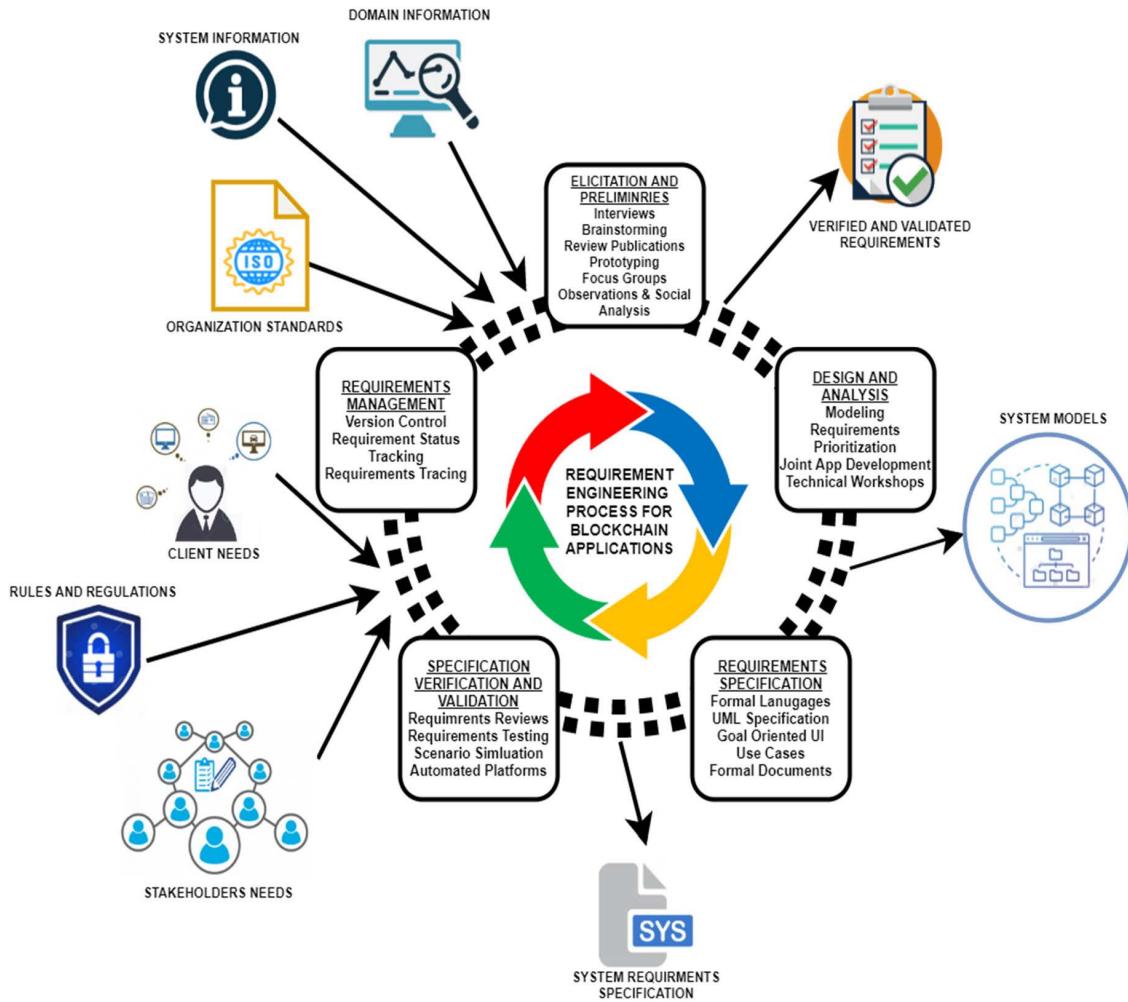 DOMAIN INFORMATION
SYSTEM INFORMATION
ORGANIZATION STANDARDS
ISO
ELICITATION AND
PRELIMINRIES
Interviews
Brainstorming
Review Publications
Prototyping
Focus Groups
Observations & Social
Analysis
VERIFIED AND VALIDATED
REQUIREMENTS
REQUIREMENTS
MANAGEMENT
Version Control
Requirement Status
Tracking
Requirements Tracing
DESIGN AND
ANALYSIS
Modeling
Requirements
Prioritization
Joint App Development
Technical Workshops
SYSTEM MODELS
REQUIREMENT
ENGINEERING
PROCESS FOR
BLOCKCHAIN
APPLICATIONS
CLIENT NEEDS
RULES AND REGULATIONS
SPECIFICATION
VERIFICATION AND
VALIDATION
Requimrents Reviews
Requirements Testing
Scenario Simluation
Automated Platforms
REQUIREMENTS
SPECIFICATION
Formal Lanugages
UML Specification
Goal Oriented UI
Use Cases
Formal Documents
STAKEHOLDERS NEEDS
SYS
SYSTEM REQUIRMENTS
SPECIFICATION